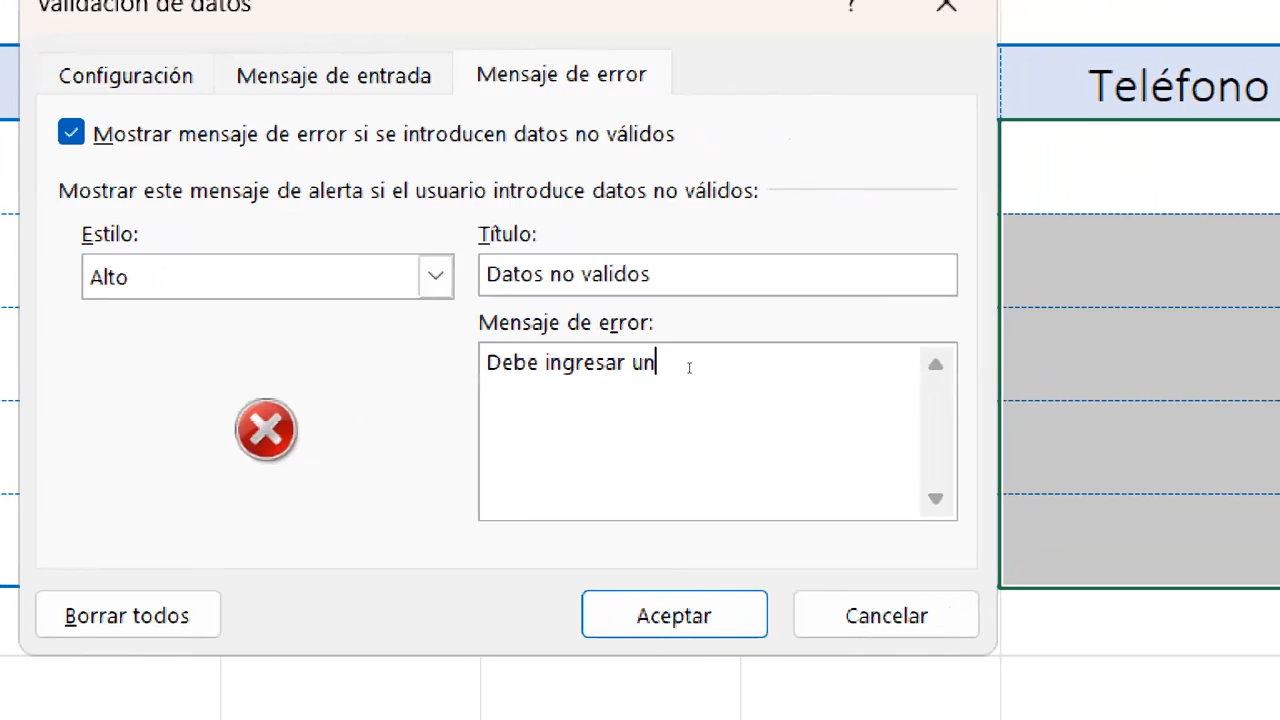 Validación de datos ?
Configuración Mensaje de entrada Mensaje de error
Teléfono
Mostrar mensaje de error si se introducen datos no válidos
Mostrar este mensaje de alerta si el usuario introduce datos no válidos:
Estilo: Título:
Alto Datos no validos
Mensaje de error:
Debe ingresar un
Borrar todos Aceptar Cancelar